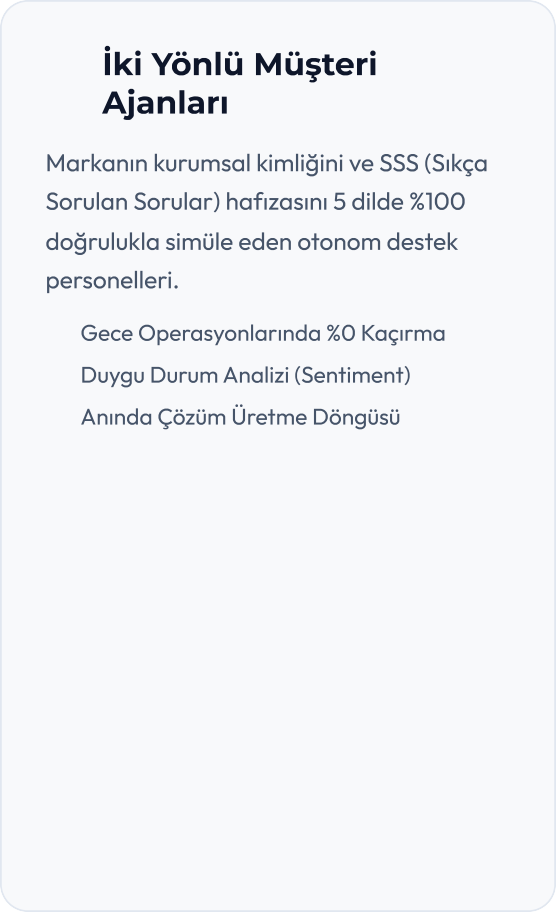 İki Yönlü Müşteri
Ajanları
Markanın kurumsal kimliğini ve SSS (Sıkça
Sorulan Sorular) hafızasını 5 dilde %100
doğrulukla simüle eden otonom destek
personelleri.
Gece Operasyonlarında %0 Kaçırma
Duygu Durum Analizi (Sentiment)
Anında Çözüm Üretme Döngüsü